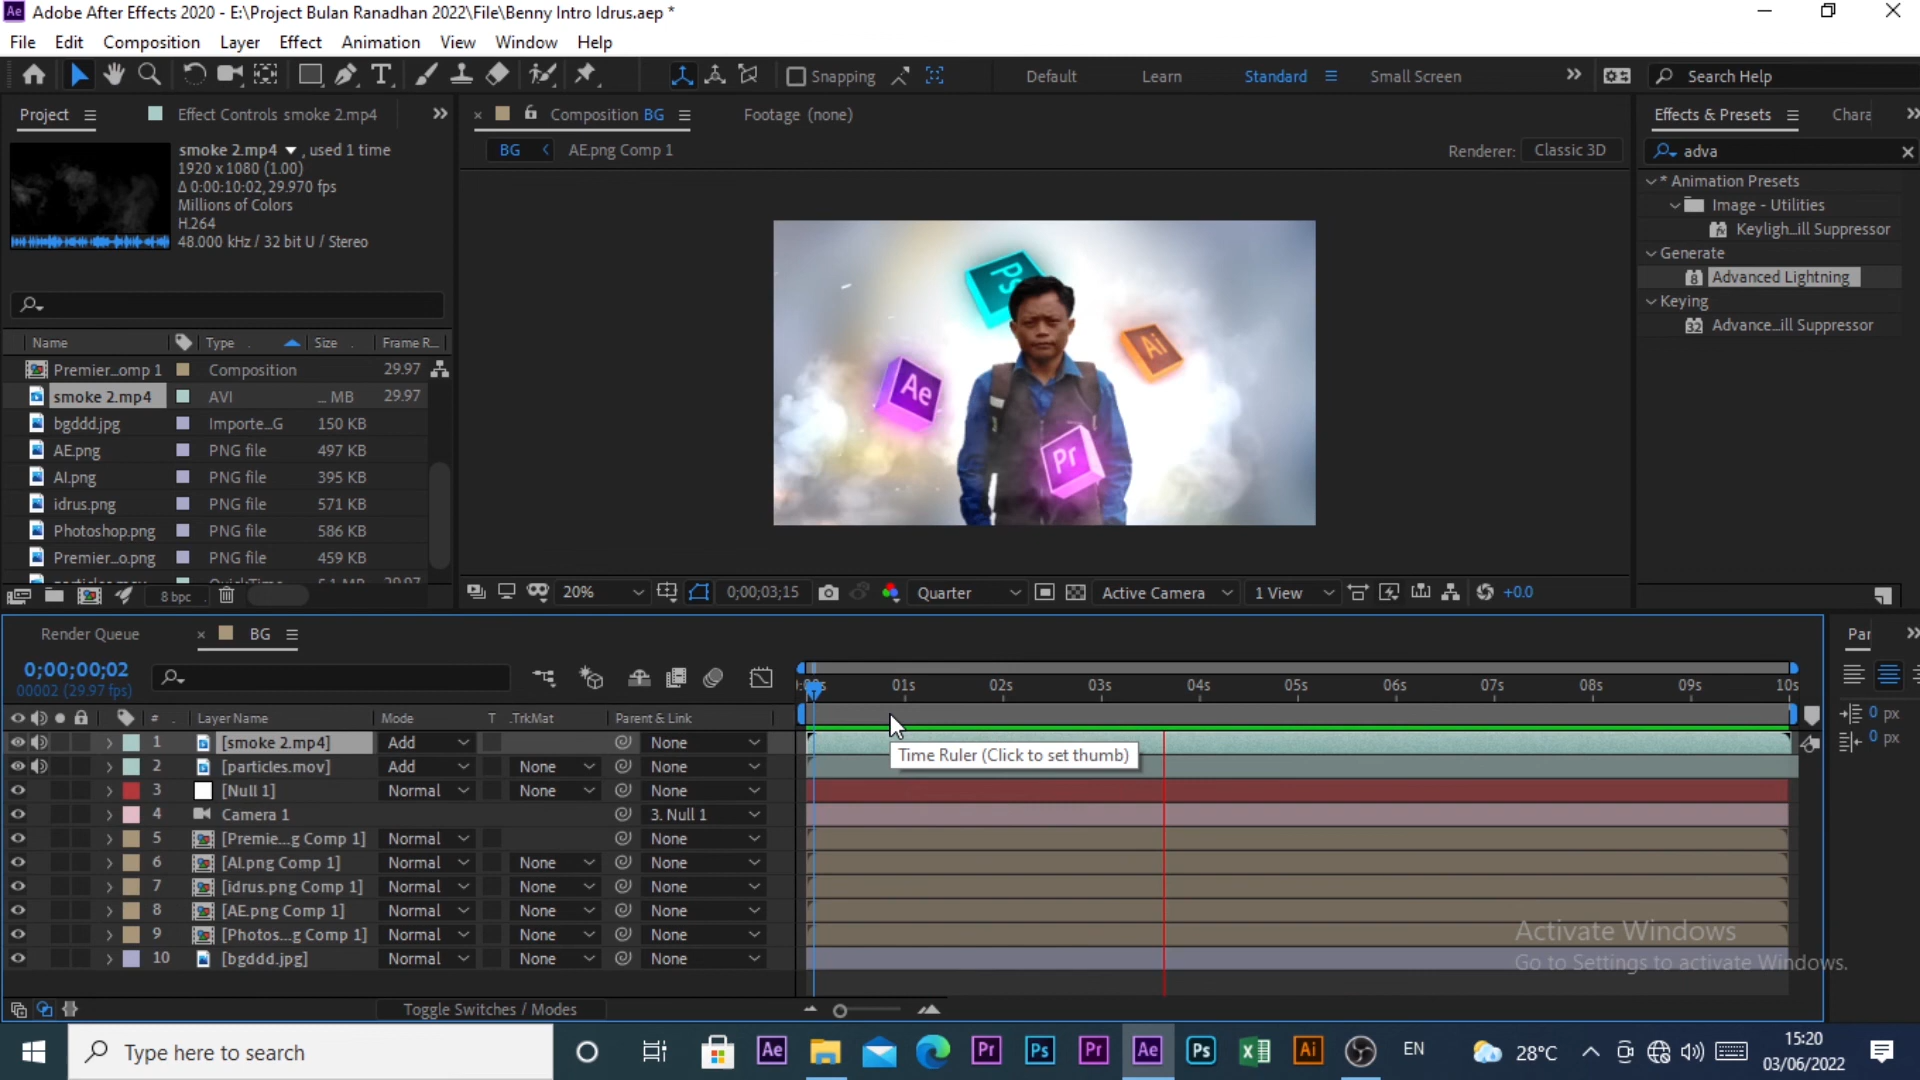 Adobe After Effects 2020 - E:\Project Bulan Ranadhan 2022\File\Benny Intro Idrus.aep *
File Edit Composition Layer Effect Animation View Window Help
Snapping Default Learn Standard Small Screen Search Help
Project Effect Controls smoke 2.mp4
Composition BG Footage (none)
Effects & Presets Chara
smoke 2.mp4 , used 1 time
1920 x 1080 (1.00)
Δ 0:00:10:02, 29.970 fps
Millions of Colors
H.264
48.000 kHz / 32 bit U / Stereo
BG AE.png Comp 1
Renderer: Classic 3D
adva
* Animation Presets
Image - Utilities
Keyligh...ill Suppressor
Generate
Advanced Lightning
Keying
Advance...ill Suppressor
Name Type Size Frame R...
Premier...omp 1 Composition 29.97
smoke 2.mp4 AVI ... MB 29.97
bgddd.jpg Importe...G 150 KB
AE.png PNG file 497 KB
AI.png PNG file 395 KB
idrus.png PNG file 571 KB
Photoshop.png PNG file 586 KB
Premier...o.png PNG file 459 KB
8 bpc
Ps
Ai
Ae
Pr
20% 0;00;03;15 Quarter Active Camera 1 View +0.0
Render Queue BG
0;00;00;02
00002 (29.97 fps)
01s 02s 03s 04s 05s 06s 07s 08s 09s 10s
# Layer Name Mode T .TrkMat Parent & Link
1 [smoke 2.mp4] Add None
2 [particles.mov] Add None None
3 [Null 1] Normal None None
4 Camera 1 3. Null 1
5 [Premie...g Comp 1] Normal None
6 [AI.png Comp 1] Normal None None
7 [idrus.png Comp 1] Normal None None
8 [AE.png Comp 1] Normal None None
9 [Photos...g Comp 1] Normal None None
10 [bgddd.jpg] Normal None None
Time Ruler (Click to set thumb)
Par
0 px
0 px
Activate Windows
Go to Settings to activate Windows.
Toggle Switches / Modes
Type here to search
Ae Pr Ps Pr Ae Ps Ai
EN
28°C
15:20
03/06/2022